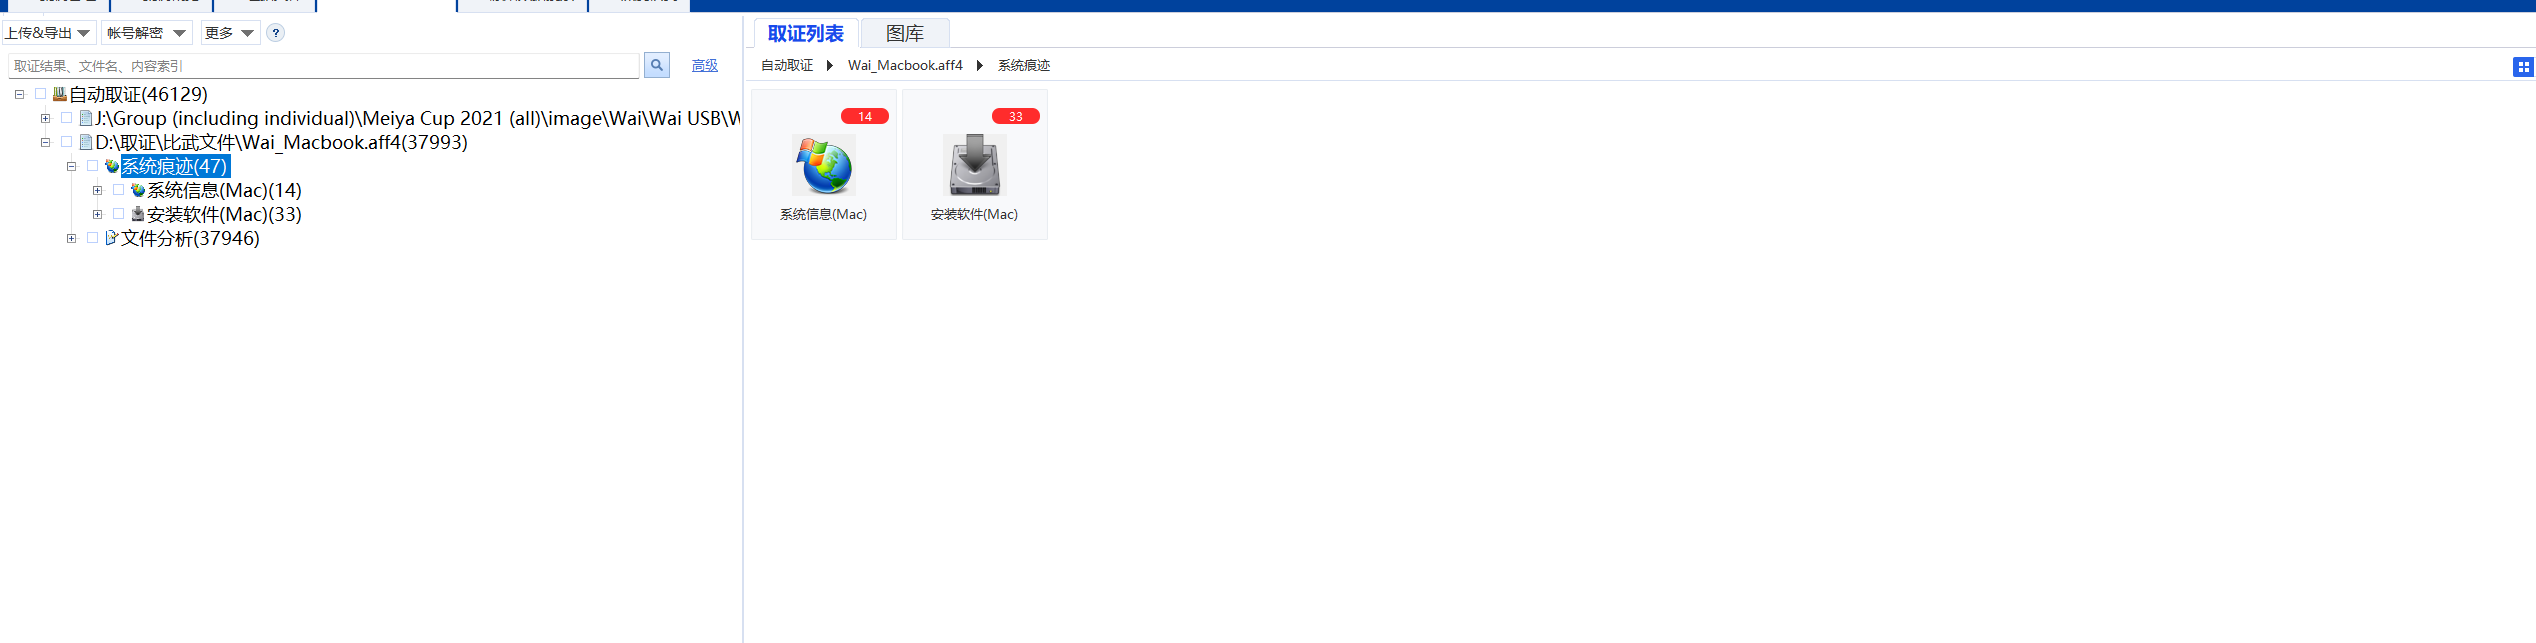 上传&导出
帐号解密
更多
?
取证结果、文件名、内容索引
高级
自动取证(46129)
J:\Group (including individual)\Meiya Cup 2021 (all)\image\Wai\Wai USB\W
D:\取证\比武文件\Wai_Macbook.aff4(37993)
系统痕迹(47)
系统信息(Mac)(14)
安装软件(Mac)(33)
文件分析(37946)
取证列表
图库
自动取证
Wai_Macbook.aff4
系统痕迹
14
系统信息(Mac)
33
安装软件(Mac)